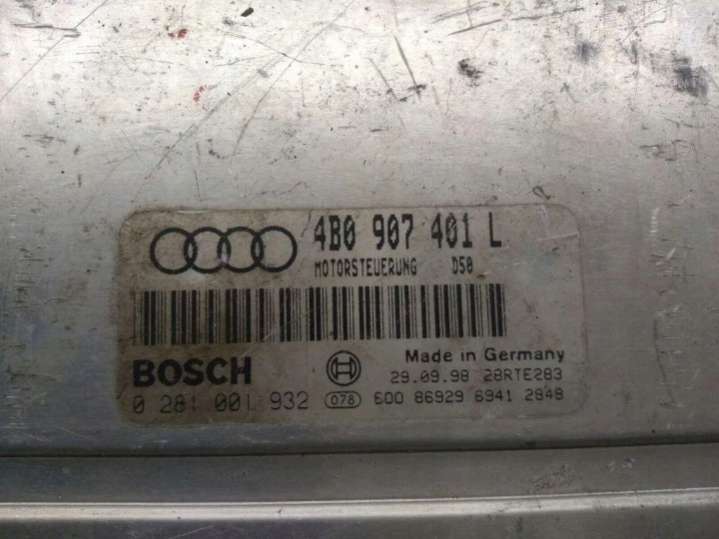 4B0 907 401 L
MOTORSTEUERUNG D50
BOSCH
Made in Germany
29.09.98 28RTE283
0 281 001 932 078 600 86929 6941 2848